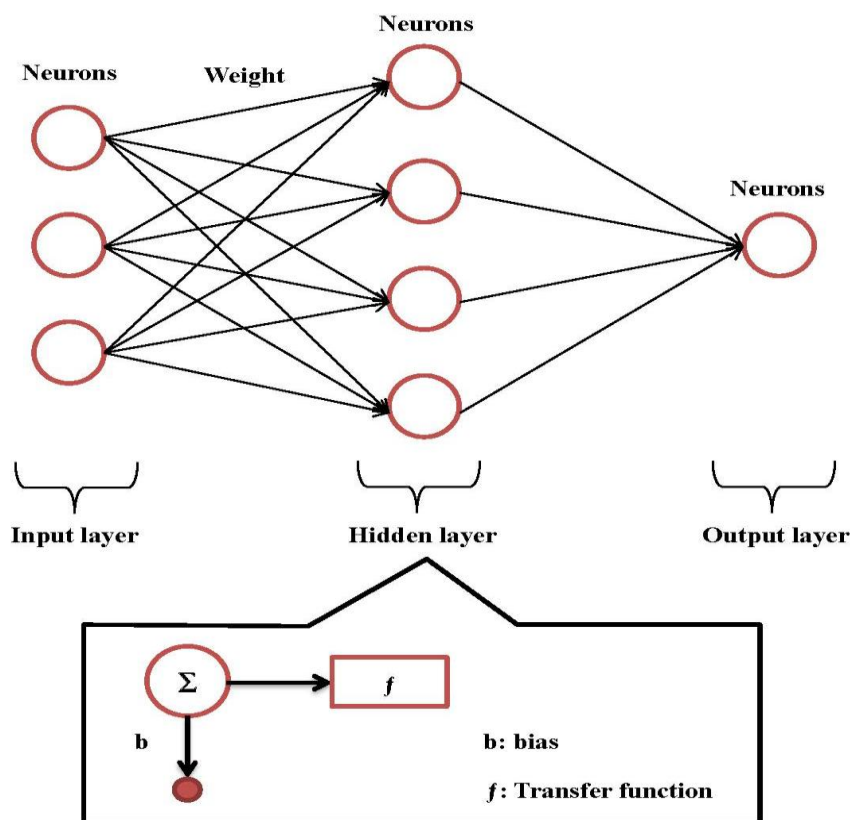 Neurons
Neurons
Weight
Neurons
Input layer
Hidden layer
Output layer
Σ
f
b
b: bias
f: Transfer function